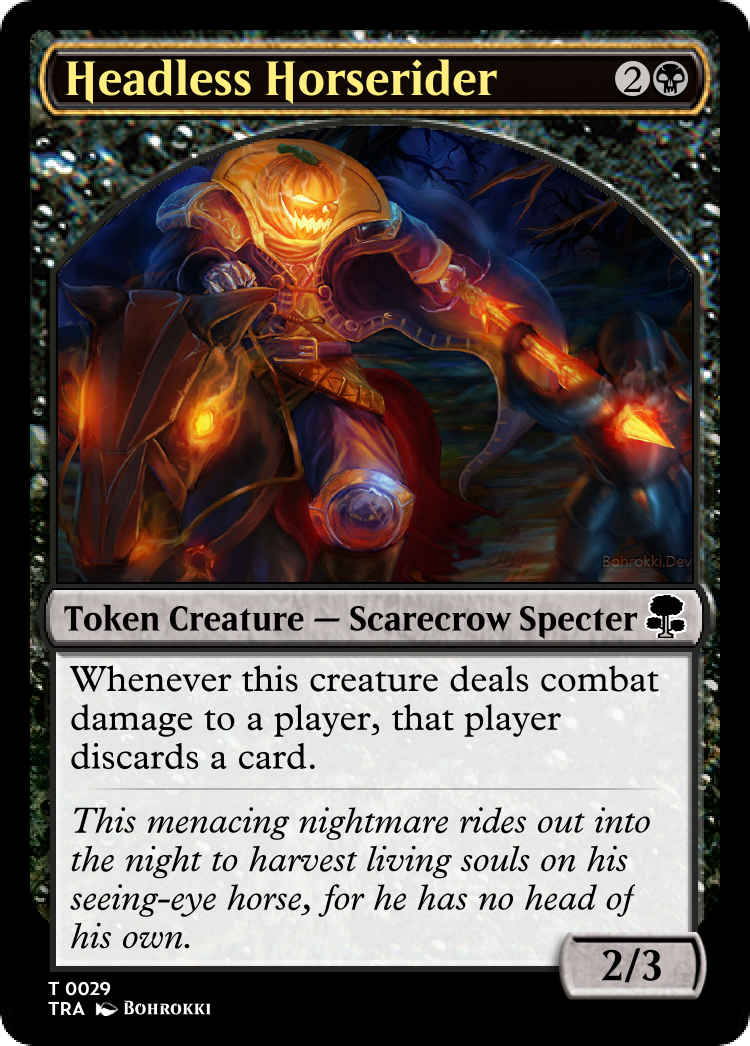 Headless Horserider 2
Bohrokki.Dev
Token Creature — Scarecrow Specter
Whenever this creature deals combat
damage to a player, that player
discards a card.
This menacing nightmare rides out into
the night to harvest living souls on his
seeing-eye horse, for he has no head of
his own.
2/3
T 0029
TRA BOHROKKI